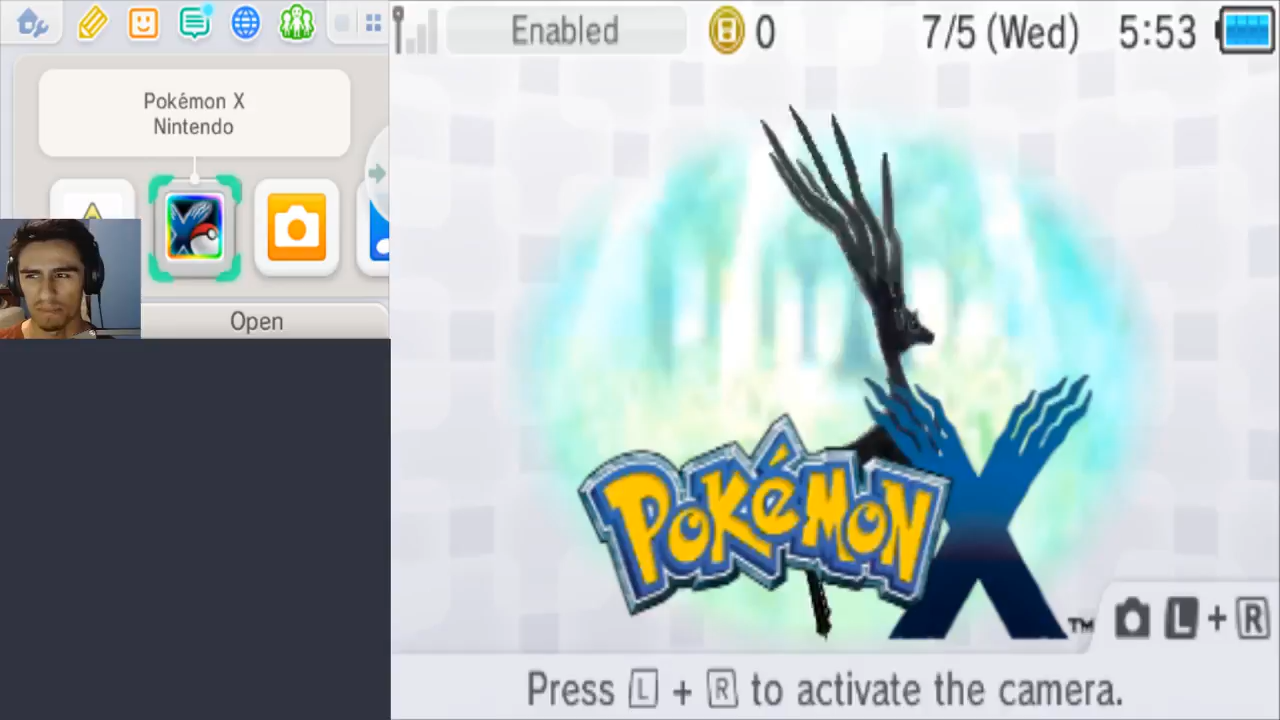 Enabled
0
7/5 (Wed)
5:53
Pokémon X
Nintendo
Open
POKéMON
X
™
L + R
Press L + R to activate the camera.